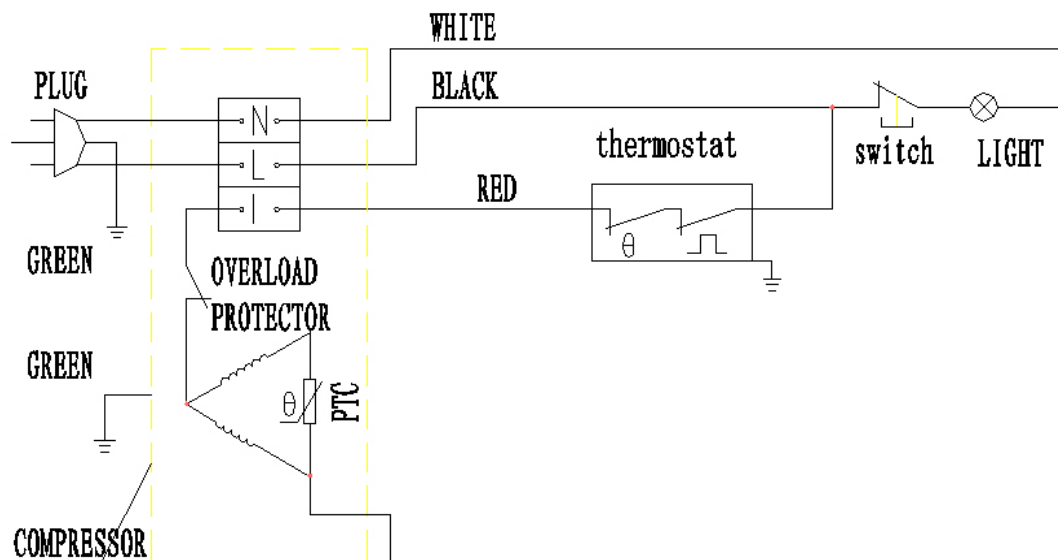 WHITE
PLUG
BLACK
N
thermostat
switch
LIGHT
L
RED
I
θ
GREEN
OVERLOAD
PROTECTOR
GREEN
θ
PTC
COMPRESSOR